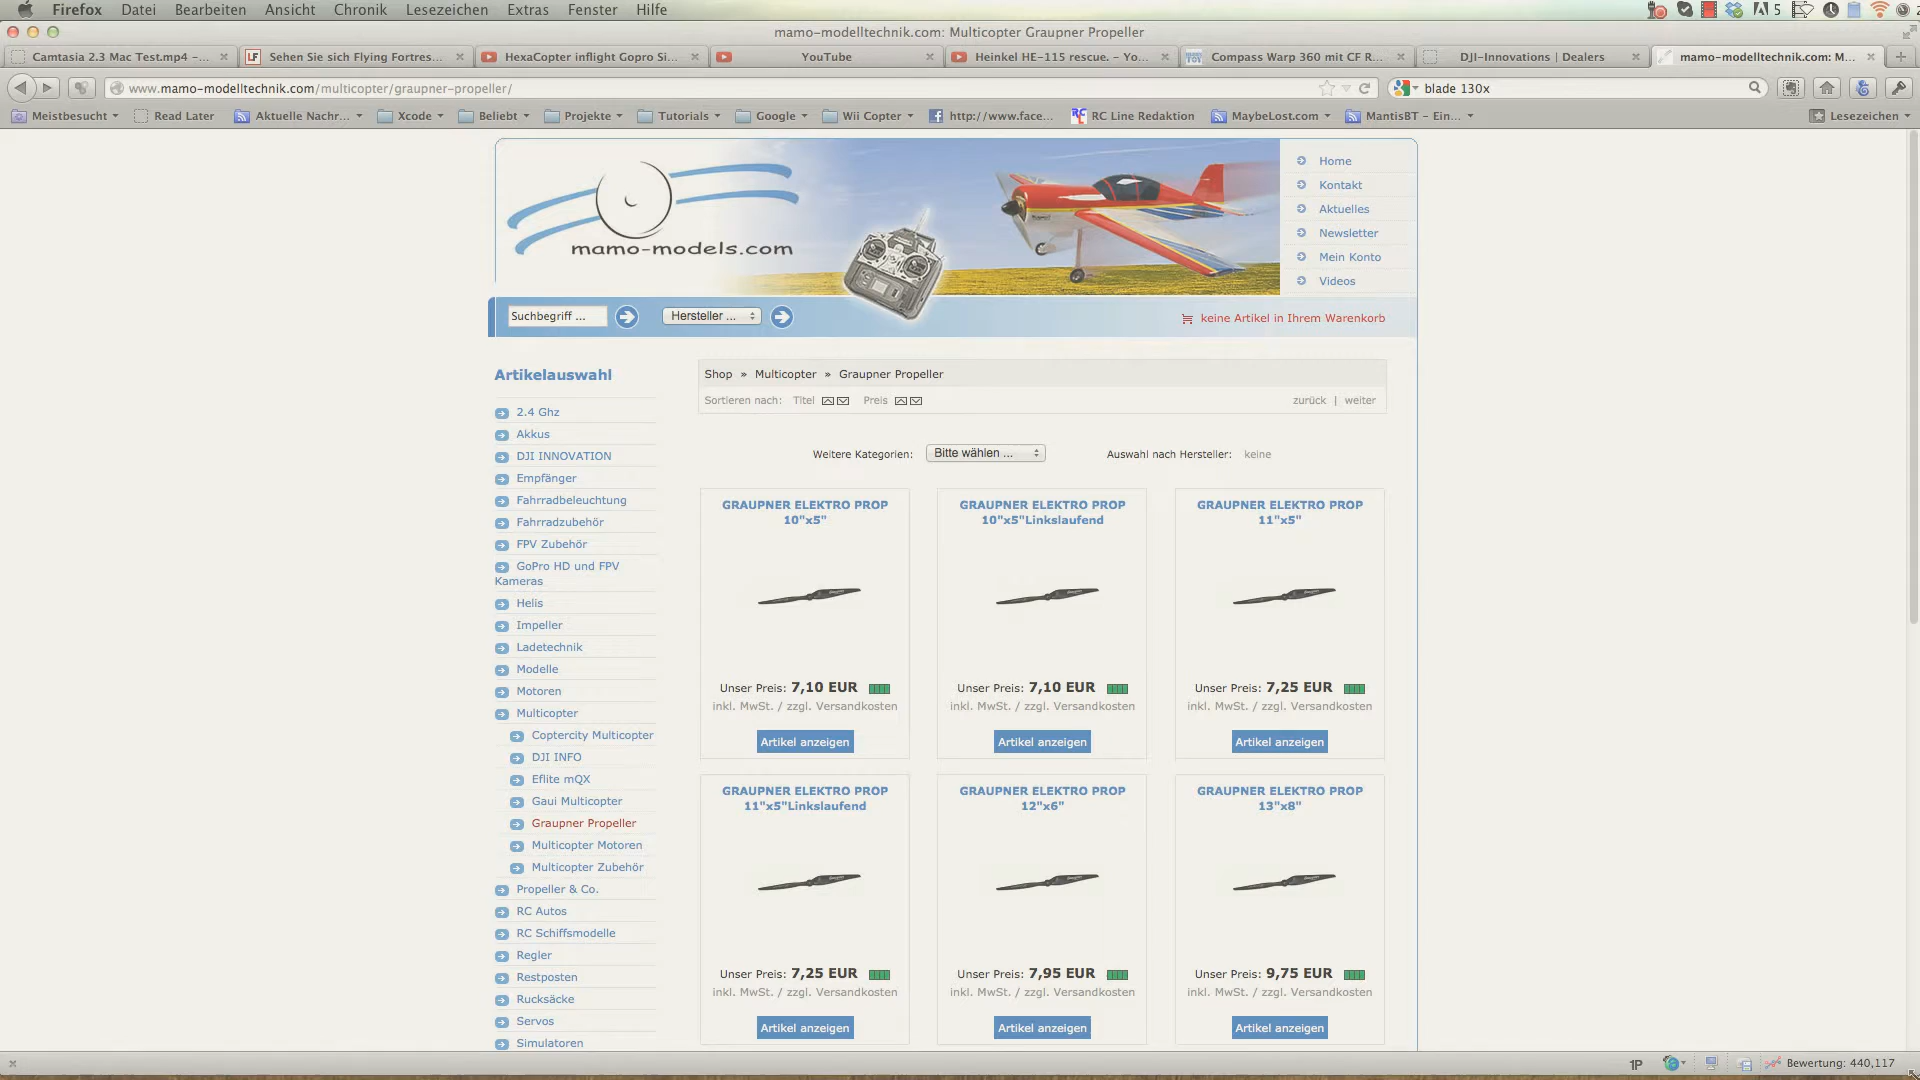 Firefox Datei Bearbeiten Ansicht Chronik Lesezeichen Extras Fenster Hilfe 5
mamo-modelltechnik.com: Multicopter Graupner Propeller
Camtasia 2.3 Mac Test.mp4 –... Sehen Sie sich Flying Fortres... HexaCopter inflight Gopro Si... YouTube Heinkel HE-115 rescue. – Yo... Compass Warp 360 mit CF R... DJI-Innovations | Dealers mamo-modelltechnik.com: M...
www.mamo-modelltechnik.com/multicopter/graupner-propeller/ blade 130x
Meistbesucht Read Later Aktuelle Nachr... Xcode Beliebt Projekte Tutorials Google Wii Copter http://www.face... RC Line Redaktion MaybeLost.com MantisBT – Ein... Lesezeichen
mamo-models.com
Home
Kontakt
Aktuelles
Newsletter
Mein Konto
Videos
Suchbegriff ... Hersteller ... keine Artikel in Ihrem Warenkorb
Artikelauswahl
2.4 Ghz
Akkus
DJI INNOVATION
Empfänger
Fahrradbeleuchtung
Fahrradzubehör
FPV Zubehör
GoPro HD und FPV
Kameras
Helis
Impeller
Ladetechnik
Modelle
Motoren
Multicopter
Coptercity Multicopter
DJI INFO
Eflite mQX
Gaui Multicopter
Graupner Propeller
Multicopter Motoren
Multicopter Zubehör
Propeller & Co.
RC Autos
RC Schiffsmodelle
Regler
Restposten
Rucksäcke
Servos
Simulatoren
Shop » Multicopter » Graupner Propeller
Sortieren nach: Titel Preis zurück | weiter
Weitere Kategorien: Bitte wählen ... Auswahl nach Hersteller: keine
GRAUPNER ELEKTRO PROP
10"x5"
Unser Preis: 7,10 EUR
inkl. MwSt. / zzgl. Versandkosten
Artikel anzeigen
GRAUPNER ELEKTRO PROP
10"x5"Linkslaufend
Unser Preis: 7,10 EUR
inkl. MwSt. / zzgl. Versandkosten
Artikel anzeigen
GRAUPNER ELEKTRO PROP
11"x5"
Unser Preis: 7,25 EUR
inkl. MwSt. / zzgl. Versandkosten
Artikel anzeigen
GRAUPNER ELEKTRO PROP
11"x5"Linkslaufend
Unser Preis: 7,25 EUR
inkl. MwSt. / zzgl. Versandkosten
Artikel anzeigen
GRAUPNER ELEKTRO PROP
12"x6"
Unser Preis: 7,95 EUR
inkl. MwSt. / zzgl. Versandkosten
Artikel anzeigen
GRAUPNER ELEKTRO PROP
13"x8"
Unser Preis: 9,75 EUR
inkl. MwSt. / zzgl. Versandkosten
Artikel anzeigen
1P Bewertung: 440,117